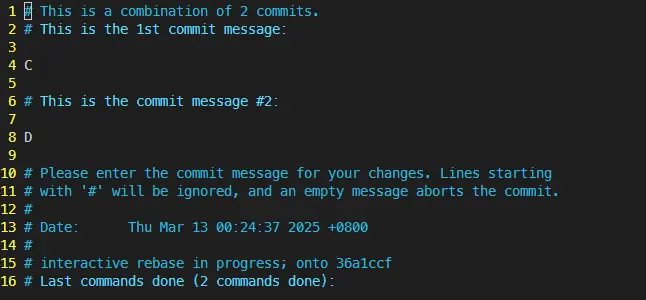 1 # This is a combination of 2 commits.
2 # This is the 1st commit message:
3
4 C
5
6 # This is the commit message #2:
7
8 D
9
10 # Please enter the commit message for your changes. Lines starting
11 # with '#' will be ignored, and an empty message aborts the commit.
12 #
13 # Date:      Thu Mar 13 00:24:37 2025 +0800
14 #
15 # interactive rebase in progress; onto 36a1ccf
16 # Last commands done (2 commands done):